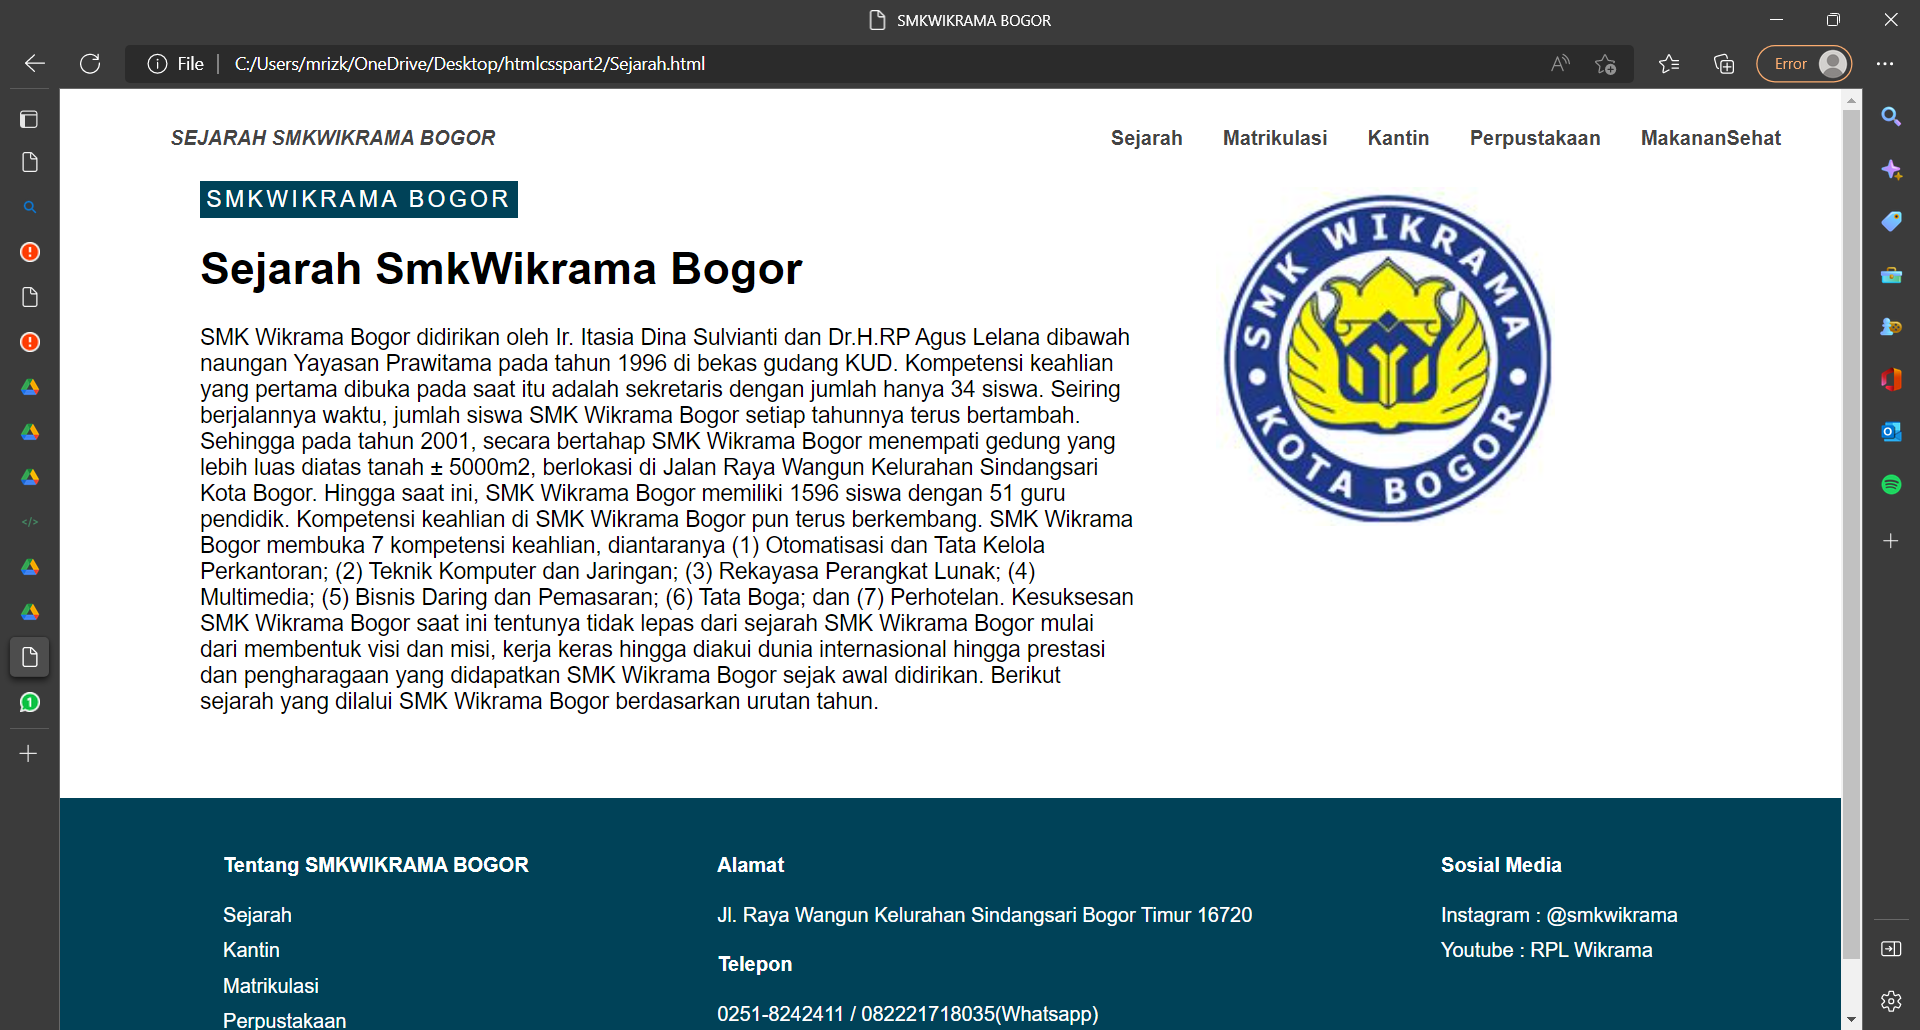 SMKWIKRAMA BOGOR
File
C:/Users/mrizk/OneDrive/Desktop/htmlcsspart2/Sejarah.html
Error
SEJARAH SMKWIKRAMA BOGOR
Sejarah Matrikulasi Kantin Perpustakaan MakananSehat
SMKWIKRAMA BOGOR
Sejarah SmkWikrama Bogor
SMK Wikrama Bogor didirikan oleh Ir. Itasia Dina Sulvianti dan Dr.H.RP Agus Lelana dibawah
naungan Yayasan Prawitama pada tahun 1996 di bekas gudang KUD. Kompetensi keahlian
yang pertama dibuka pada saat itu adalah sekretaris dengan jumlah hanya 34 siswa. Seiring
berjalannya waktu, jumlah siswa SMK Wikrama Bogor setiap tahunnya terus bertambah.
Sehingga pada tahun 2001, secara bertahap SMK Wikrama Bogor menempati gedung yang
lebih luas diatas tanah ± 5000m2, berlokasi di Jalan Raya Wangun Kelurahan Sindangsari
Kota Bogor. Hingga saat ini, SMK Wikrama Bogor memiliki 1596 siswa dengan 51 guru
pendidik. Kompetensi keahlian di SMK Wikrama Bogor pun terus berkembang. SMK Wikrama
Bogor membuka 7 kompetensi keahlian, diantaranya (1) Otomatisasi dan Tata Kelola
Perkantoran; (2) Teknik Komputer dan Jaringan; (3) Rekayasa Perangkat Lunak; (4)
Multimedia; (5) Bisnis Daring dan Pemasaran; (6) Tata Boga; dan (7) Perhotelan. Kesuksesan
SMK Wikrama Bogor saat ini tentunya tidak lepas dari sejarah SMK Wikrama Bogor mulai
dari membentuk visi dan misi, kerja keras hingga diakui dunia internasional hingga prestasi
dan pengharagaan yang didapatkan SMK Wikrama Bogor sejak awal didirikan. Berikut
sejarah yang dilalui SMK Wikrama Bogor berdasarkan urutan tahun.
SMK WIKRAMA
KOTA BOGOR
Tentang SMKWIKRAMA BOGOR
Sejarah
Kantin
Matrikulasi
Perpustakaan
Alamat
Jl. Raya Wangun Kelurahan Sindangsari Bogor Timur 16720
Telepon
0251-8242411 / 082221718035(Whatsapp)
Sosial Media
Instagram : @smkwikrama
Youtube : RPL Wikrama